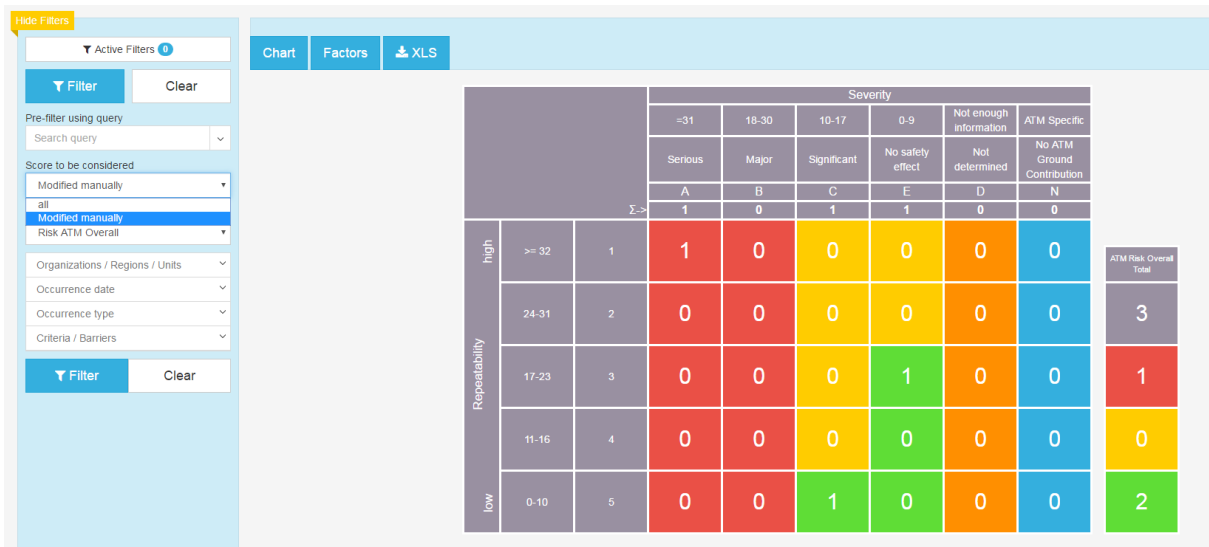 Hide Filters
Active Filters 0
Filter Clear
Pre-filter using query
Search query
Score to be considered
Modified manually
all
Modified manually
Risk ATM Overall
Organizations / Regions / Units
Occurrence date
Occurrence type
Criteria / Barriers
Filter Clear
Chart Factors XLS
Severity
=31 18-30 10-17 0-9 Not enough information ATM Specific
Serious Major Significant No safety effect Not determined No ATM Ground Contribution
A B C E D N
Σ-> 1 0 1 1 0 0
Repeatability
high >= 32 1 1 0 0 0 0 0
24-31 2 0 0 0 0 0 0
17-23 3 0 0 0 1 0 0
11-16 4 0 0 0 0 0 0
low 0-10 5 0 0 1 0 0 0
ATM Risk Overall Total
3
1
0
2